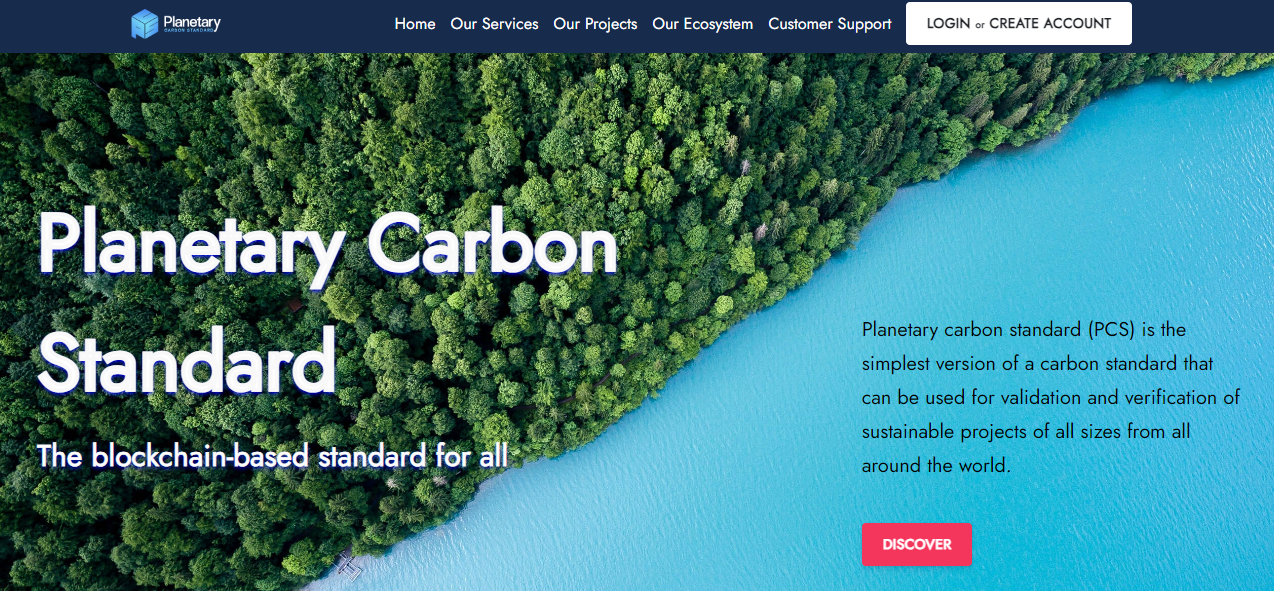 Planetary
CARBON STANDARD
Home Our Services Our Projects Our Ecosystem Customer Support LOGIN or CREATE ACCOUNT
Planetary Carbon
Standard
The blockchain-based standard for all
Planetary carbon standard (PCS) is the
simplest version of a carbon standard that
can be used for validation and verification of
sustainable projects of all sizes from all
around the world.
DISCOVER